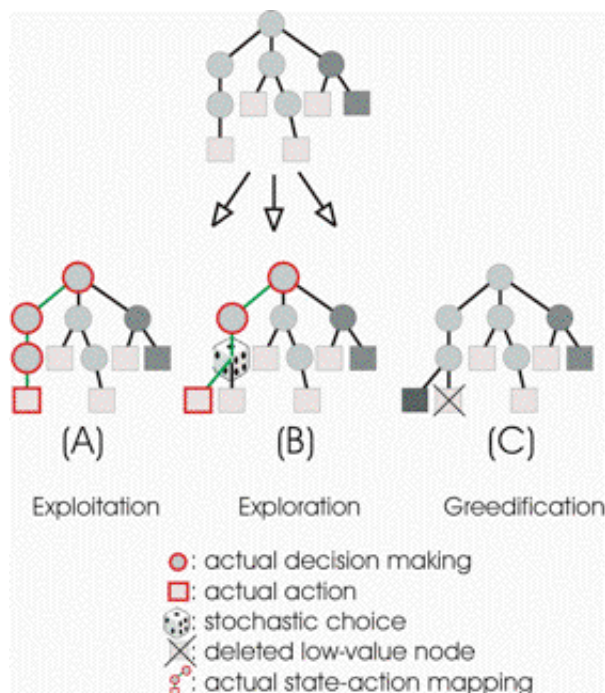 (A) (B) (C)
Exploitation Exploration Greedification
: actual decision making
: actual action
: stochastic choice
: deleted low-value node
: actual state-action mapping